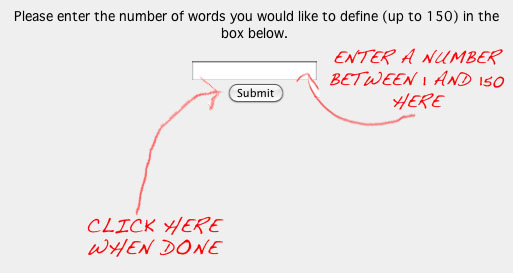 Please enter the number of words you would like to define (up to 150) in the
box below.
ENTER A NUMBER
BETWEEN 1 AND 150
HERE
Submit
CLICK HERE
WHEN DONE